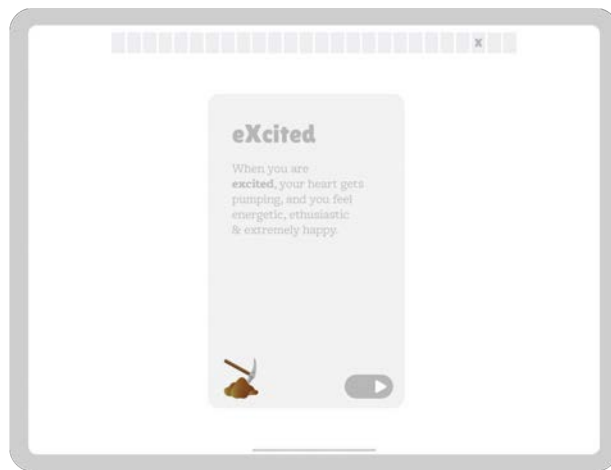 X
eXcited
When you are
excited, your heart gets
pumping, and you feel
energetic, ethusiastic
& extremely happy.